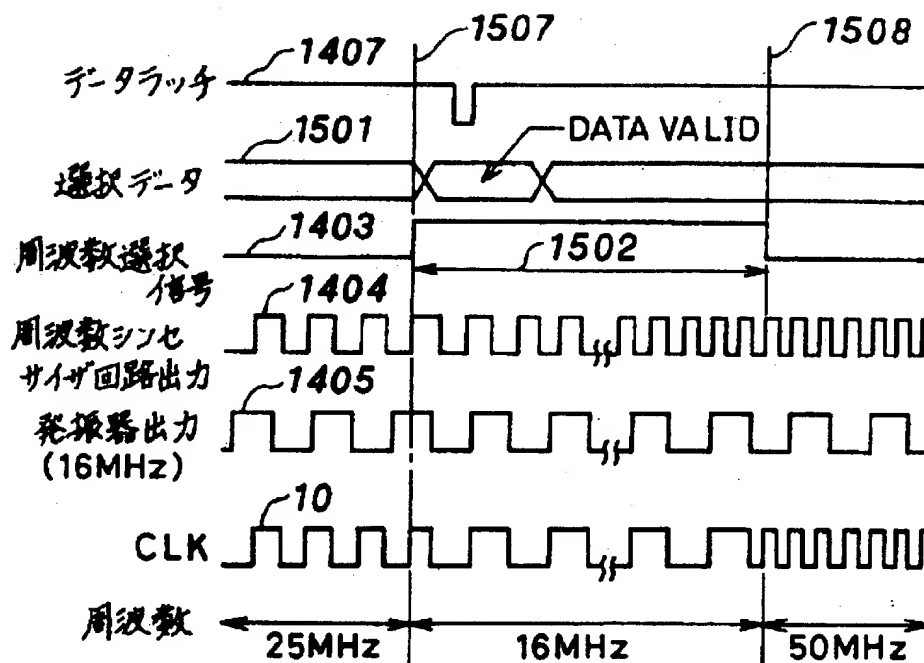 1507
1508
1407
データラッチ
1501
DATA VALID
選択データ
1403
1502
周波数選択
信号
1404
周波数シンセ
サイザ回路出力
1405
発振器出力
(16MHz)
10
CLK
周波数
25MHz
16MHz
50MHz